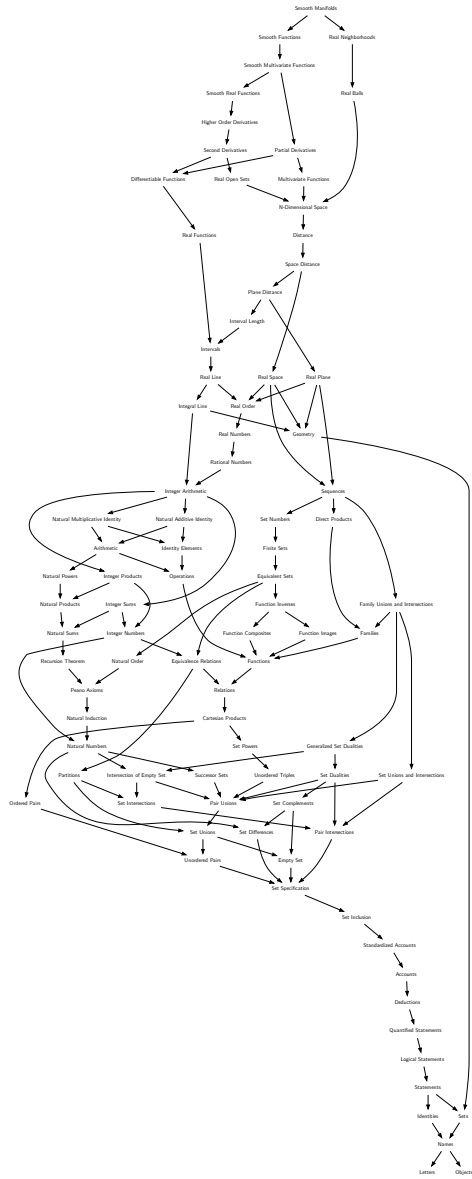 Smooth Manifolds
Smooth Functions
Real Neighborhoods
Smooth Multivariate Functions
Smooth Real Functions
Real Balls
Higher Order Derivatives
Second Derivatives
Partial Derivatives
Differentiable Functions
Real Open Sets
Multivariate Functions
N-Dimensional Space
Real Functions
Distance
Space Distance
Plane Distance
Interval Length
Intervals
Real Line
Real Space
Real Plane
Integral Line
Real Order
Real Numbers
Geometry
Rational Numbers
Integer Arithmetic
Sequences
Natural Multiplicative Identity
Natural Additive Identity
Set Numbers
Direct Products
Arithmetic
Identity Elements
Finite Sets
Natural Powers
Integer Products
Operations
Equivalent Sets
Natural Products
Integer Sums
Function Inverses
Family Unions and Intersections
Natural Sums
Integer Numbers
Function Composites
Function Images
Families
Recursion Theorem
Natural Order
Equivalence Relations
Functions
Peano Axioms
Relations
Natural Induction
Cartesian Products
Natural Numbers
Set Powers
Generalized Set Dualities
Partitions
Intersection of Empty Set
Successor Sets
Unordered Triples
Set Dualities
Set Unions and Intersections
Ordered Pairs
Set Intersections
Pair Unions
Set Complements
Set Unions
Set Differences
Pair Intersections
Unordered Pairs
Empty Set
Set Specification
Set Inclusion
Standardized Accounts
Accounts
Deductions
Quantified Statements
Logical Statements
Statements
Identities
Sets
Names
Letters
Objects